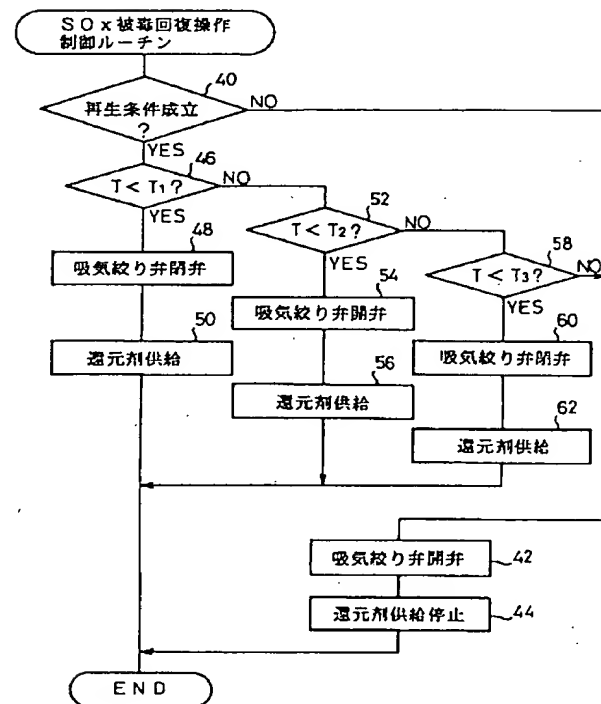 SOx被毒回復操作
制御ルーチン
40
再生条件成立
?
NO
YES
46
T<T1?
NO
YES
52
T<T2?
NO
YES
58
T<T3?
NO
YES
48
吸気絞り弁閉弁
54
吸気絞り弁開弁
60
吸気絞り弁閉弁
50
還元剤供給
56
還元剤供給
62
還元剤供給
吸気絞り弁開弁
42
還元剤供給停止
44
END